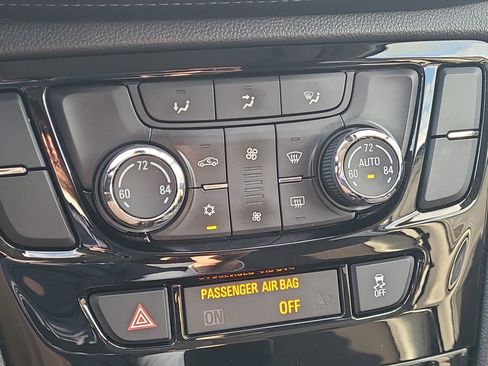 72
60 84
72
AUTO
60 84
PASSENGER AIR BAG
ON OFF
OFF